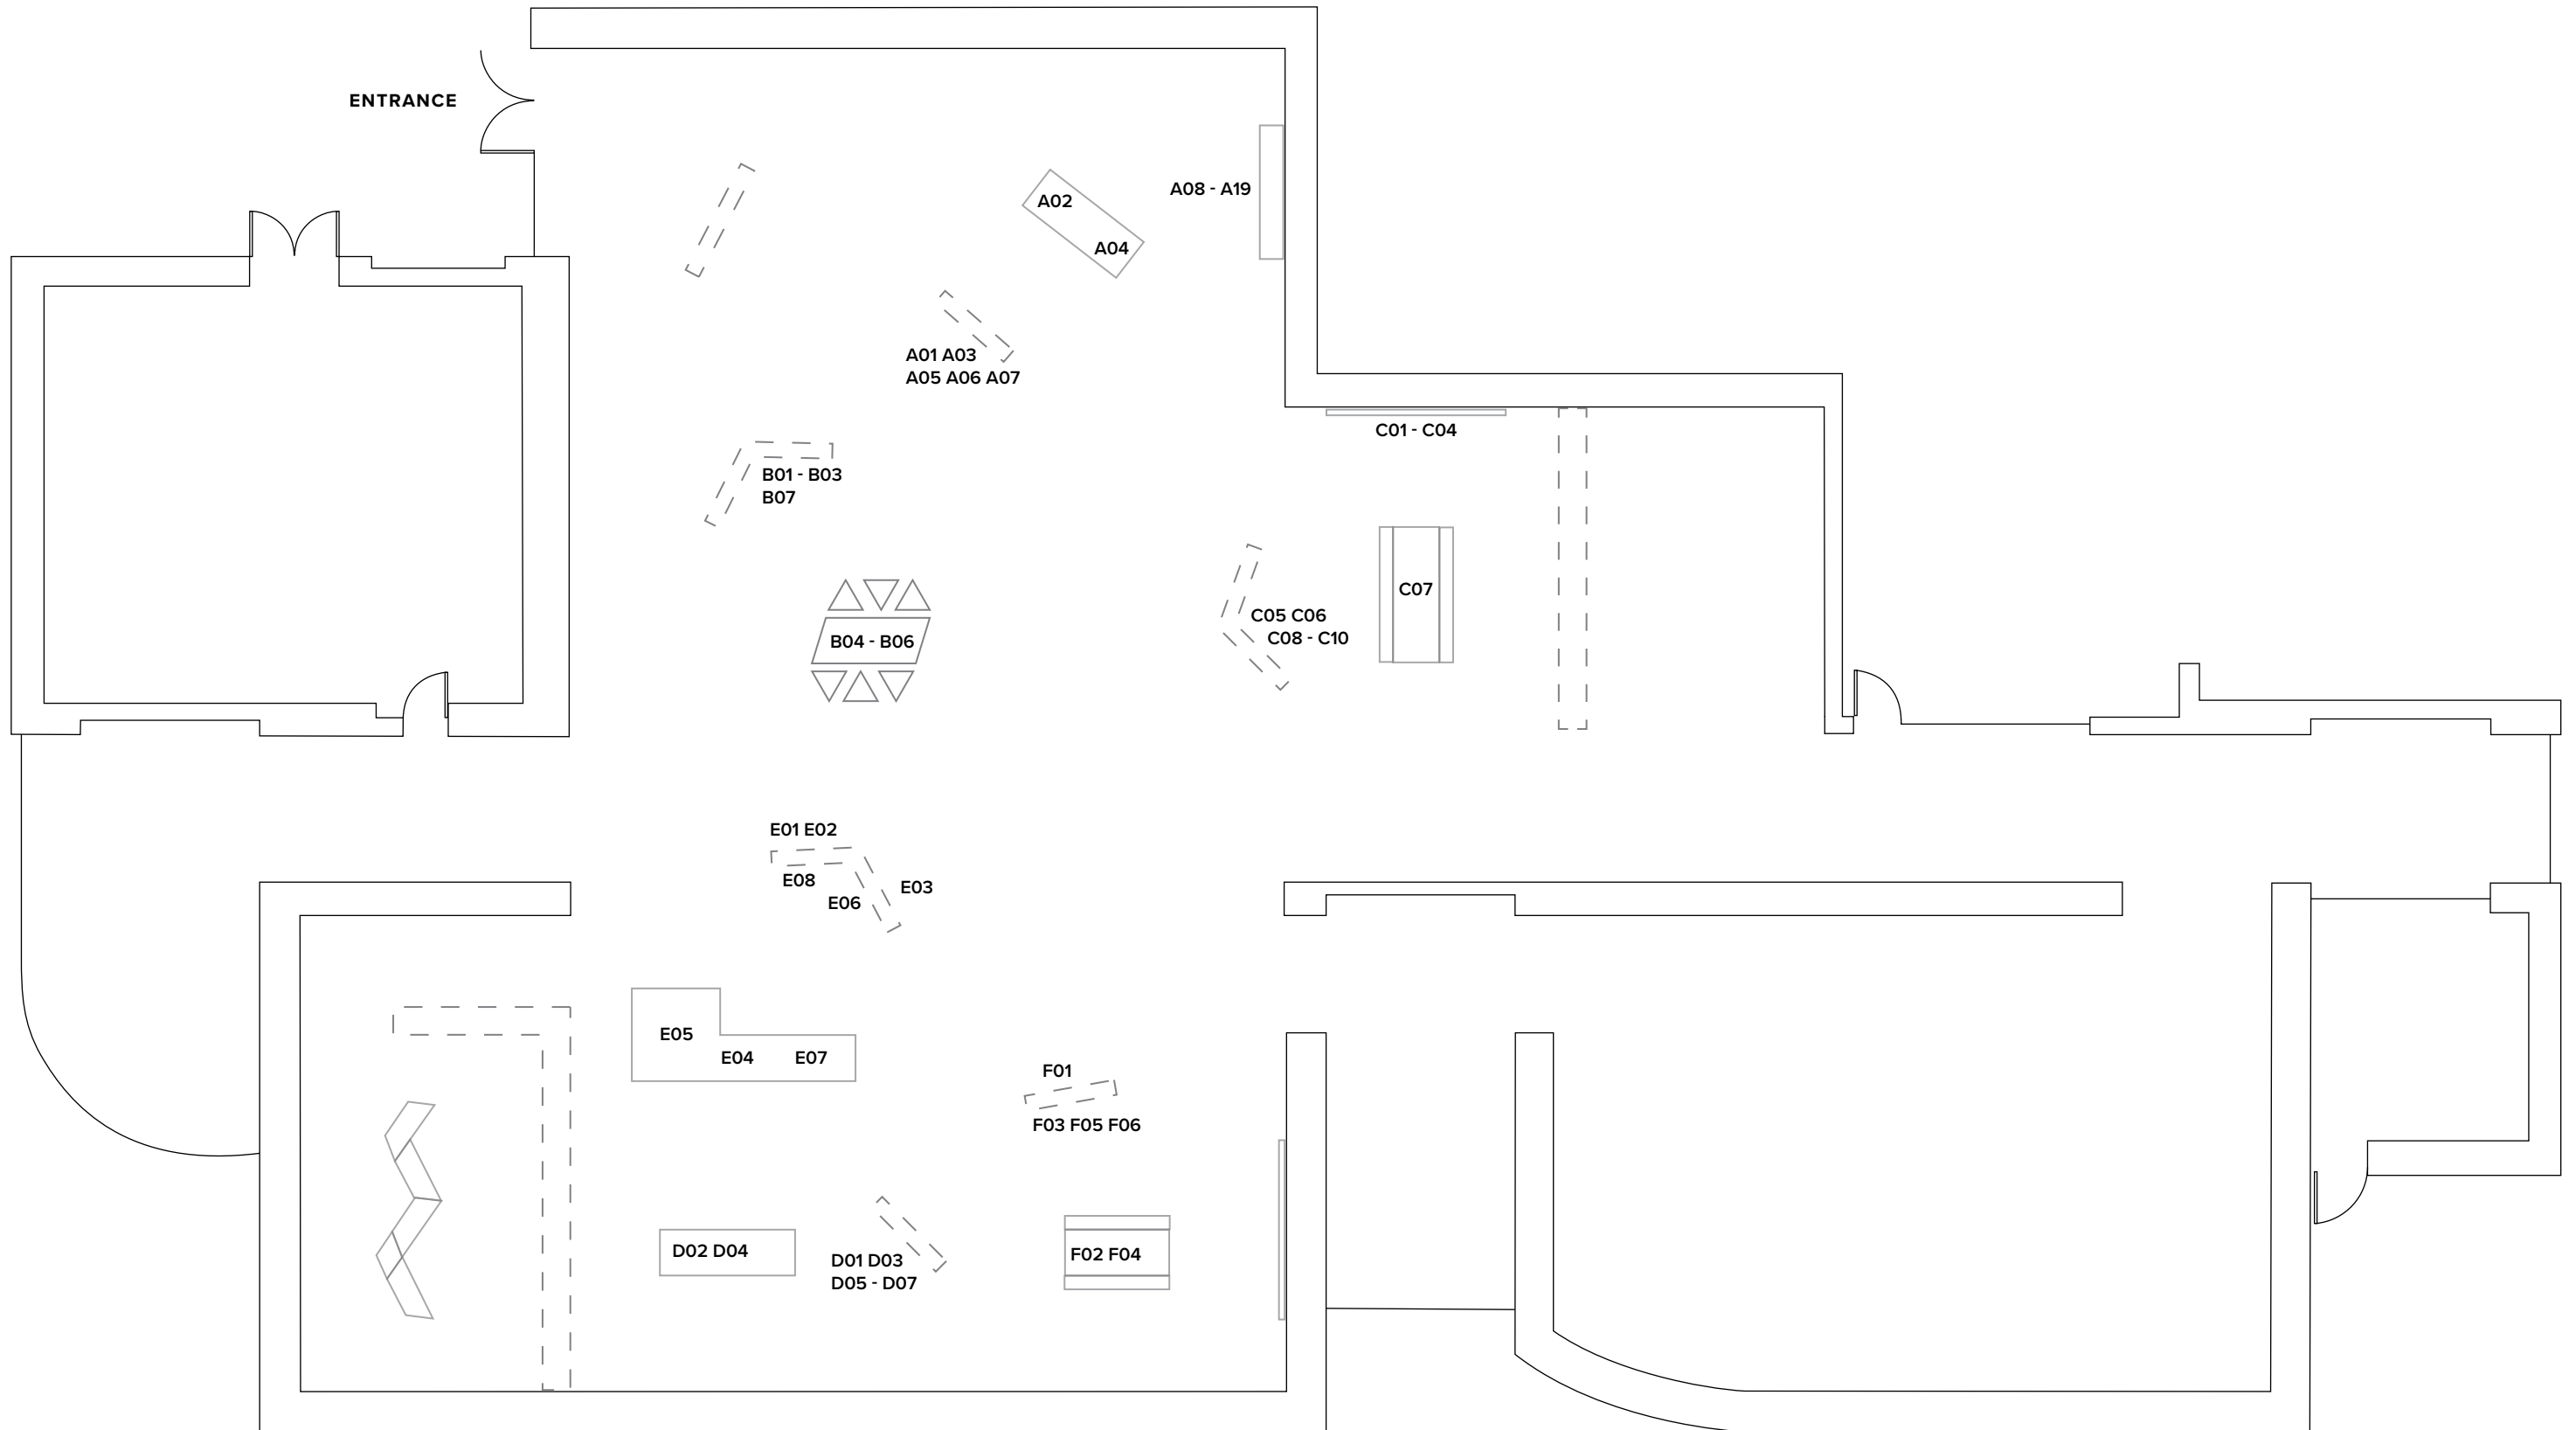 ENTRANCE
A02
A04
A08 - A19
A01 A03
A05 A06 A07
C01 - C04
B01 - B03
B07
C07
C05 C06
C08 - C10
B04 - B06
E01 E02
E08
E03
E06
E05
E04
E07
F01
F03 F05 F06
D02 D04
D01 D03
D05 - D07
F02 F04